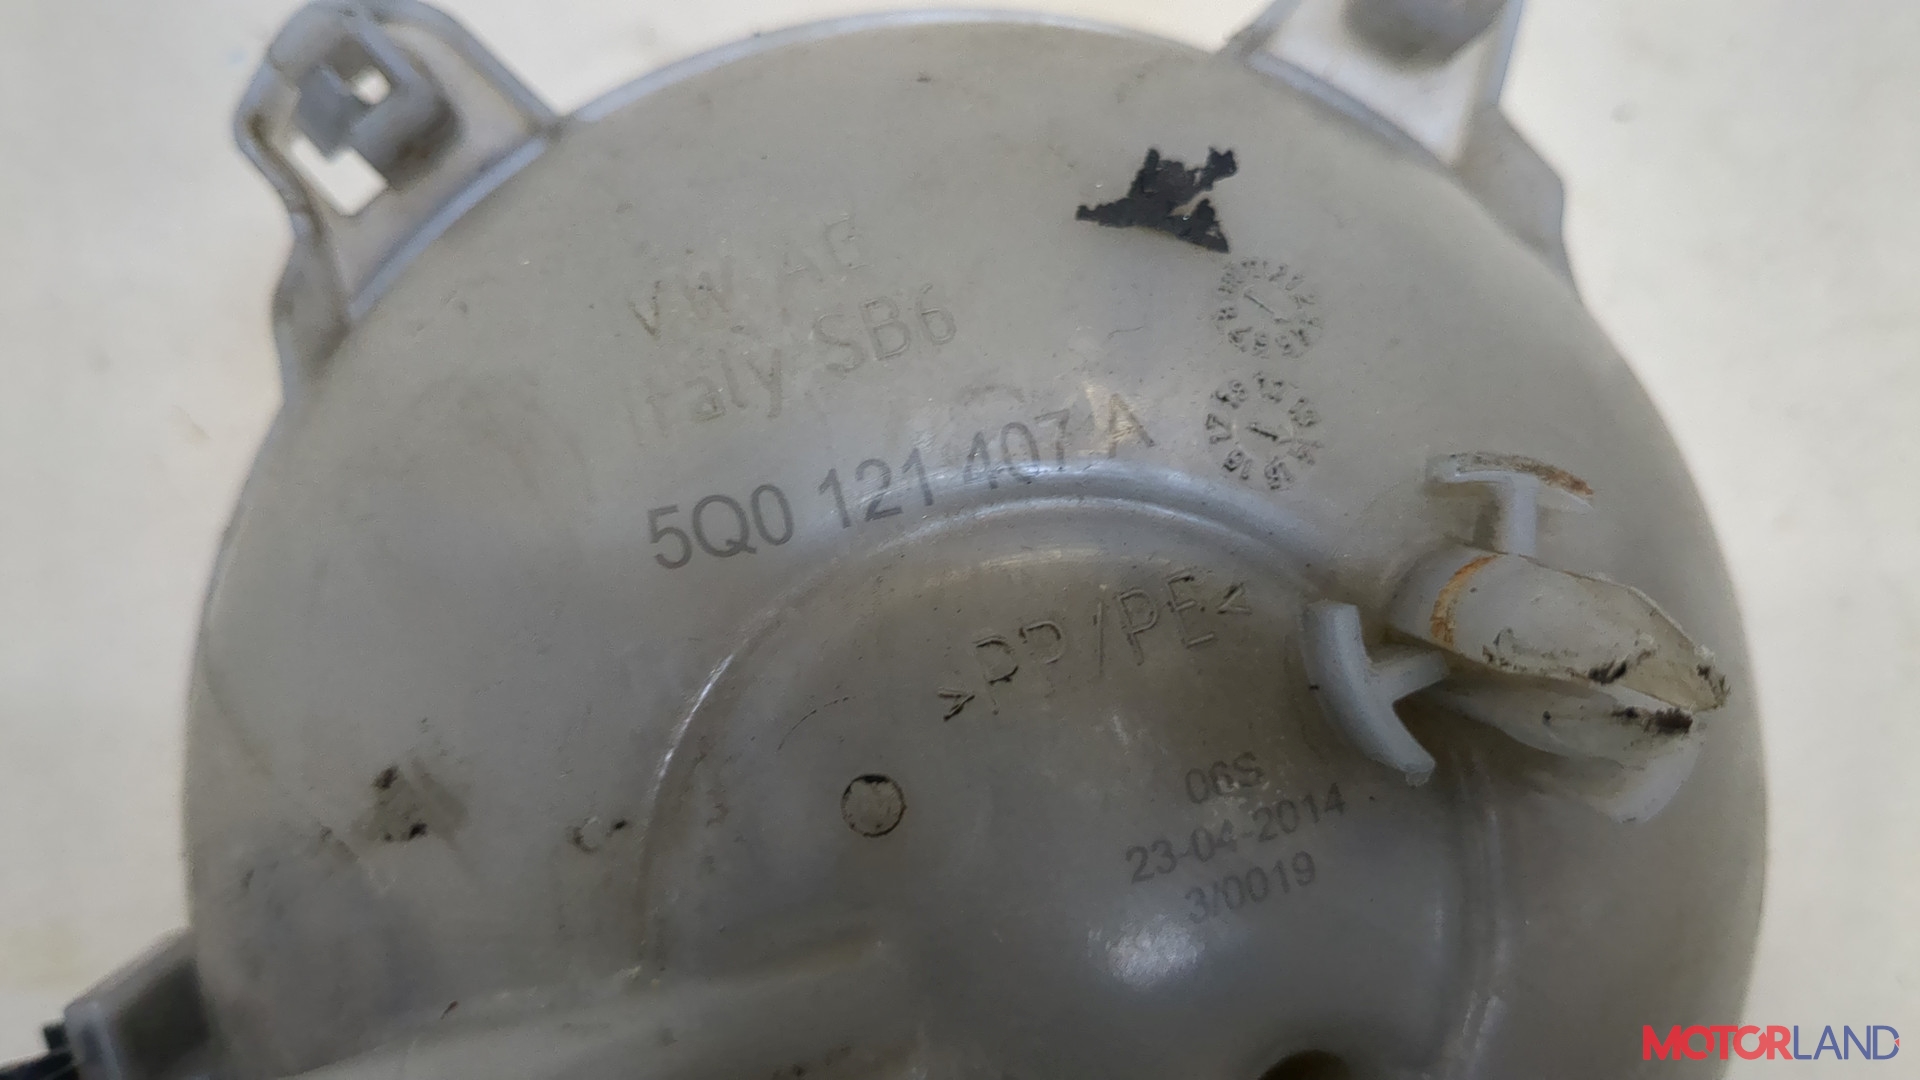 VW AG
Italy SB6
5Q0 121 407 A
>PP/PE<
06S
23-04-2014
3/0019
MOTORLAND